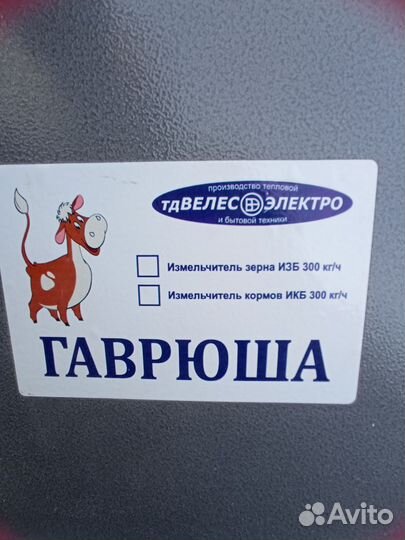 производство тепловой
тдВЕЛЕС ЭЛЕКТРО
и бытовой техники
Измельчитель зерна ИЗБ 300 кг/ч
Измельчитель кормов ИКБ 300 кг/ч
ГАВРЮША
Avito